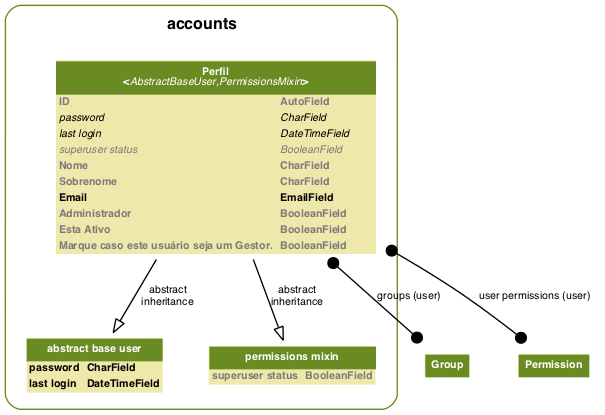 accounts
Perfil
<AbstractBaseUser,PermissionsMixin>
ID AutoField
password CharField
last login DateTimeField
superuser status BooleanField
Nome CharField
Sobrenome CharField
Email EmailField
Administrador BooleanField
Esta Ativo BooleanField
Marque caso este usuário seja um Gestor. BooleanField
abstract
inheritance
abstract
inheritance
groups (user)
user permissions (user)
abstract base user
password CharField
last login DateTimeField
permissions mixin
superuser status BooleanField
Group
Permission